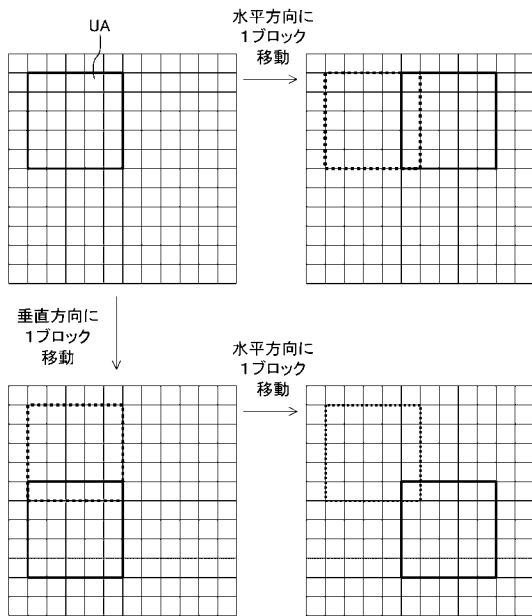 UA
水平方向に
1ブロック
移動
垂直方向に
1ブロック
移動
水平方向に
1ブロック
移動